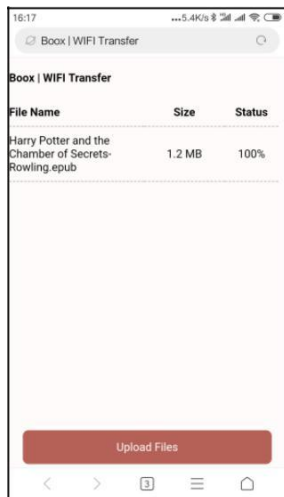 16:17 ...5.4K/s
Boox | WIFI Transfer
Boox | WIFI Transfer
File Name Size Status
Harry Potter and the
Chamber of Secrets- 1.2 MB 100%
Rowling.epub
Upload Files
3